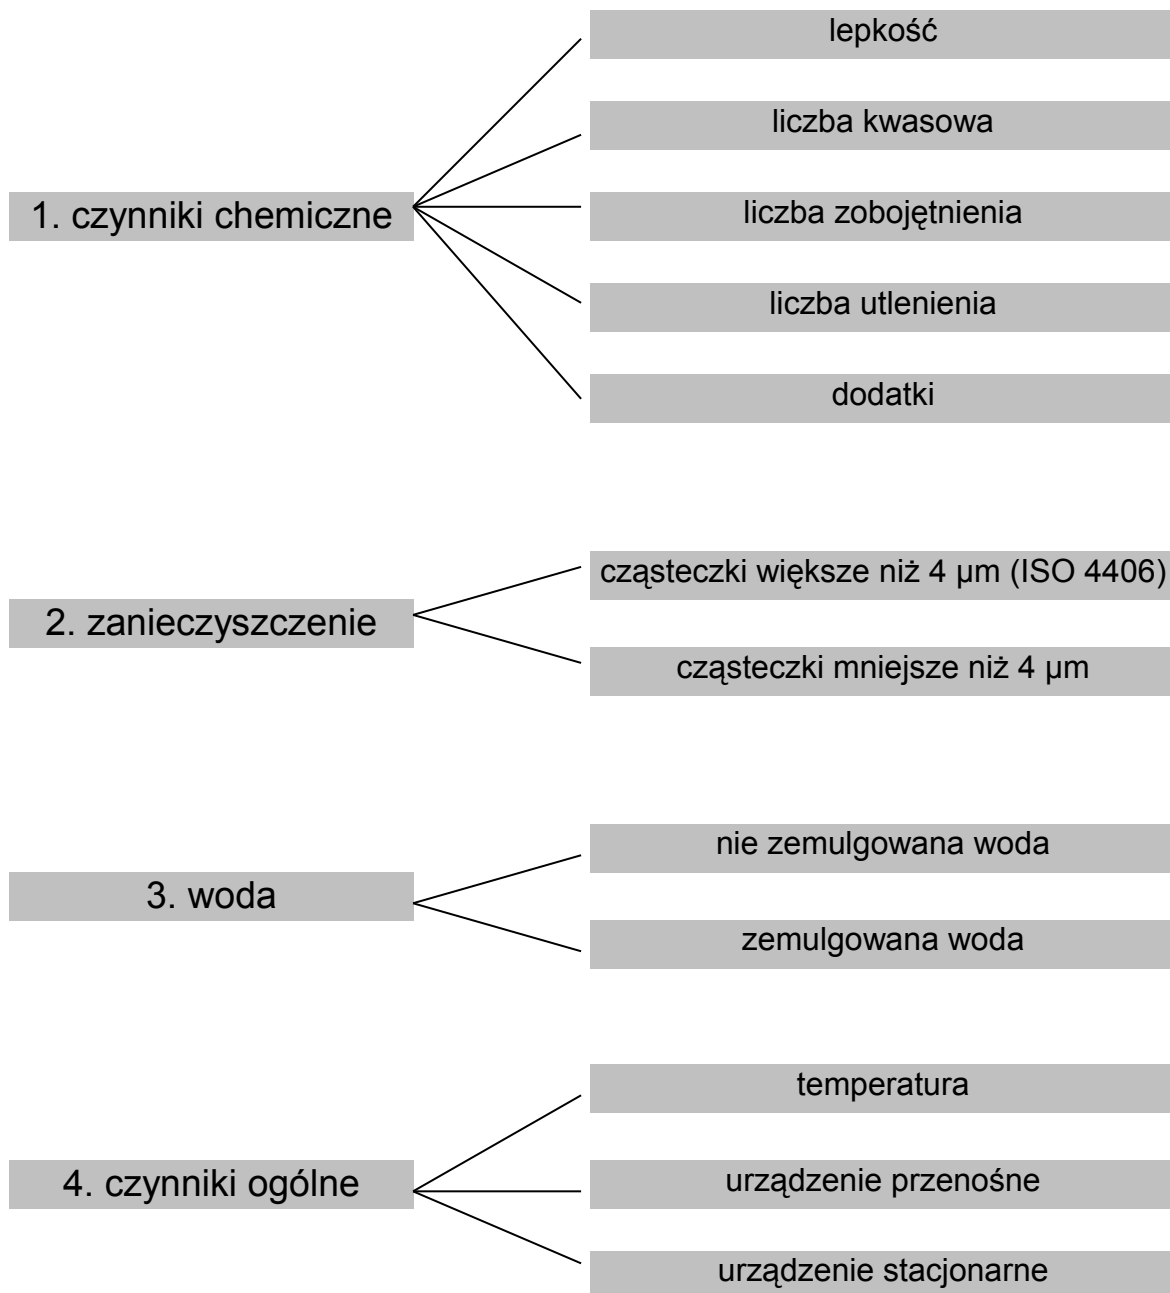 1. czynniki chemiczne
lepkość
liczba kwasowa
liczba zobojętnienia
liczba utlenienia
dodatki
2. zanieczyszczenie
cząsteczki większe niż 4 µm (ISO 4406)
cząsteczki mniejsze niż 4 µm
3. woda
nie zemulgowana woda
zemulgowana woda
4. czynniki ogólne
temperatura
urządzenie przenośne
urządzenie stacjonarne